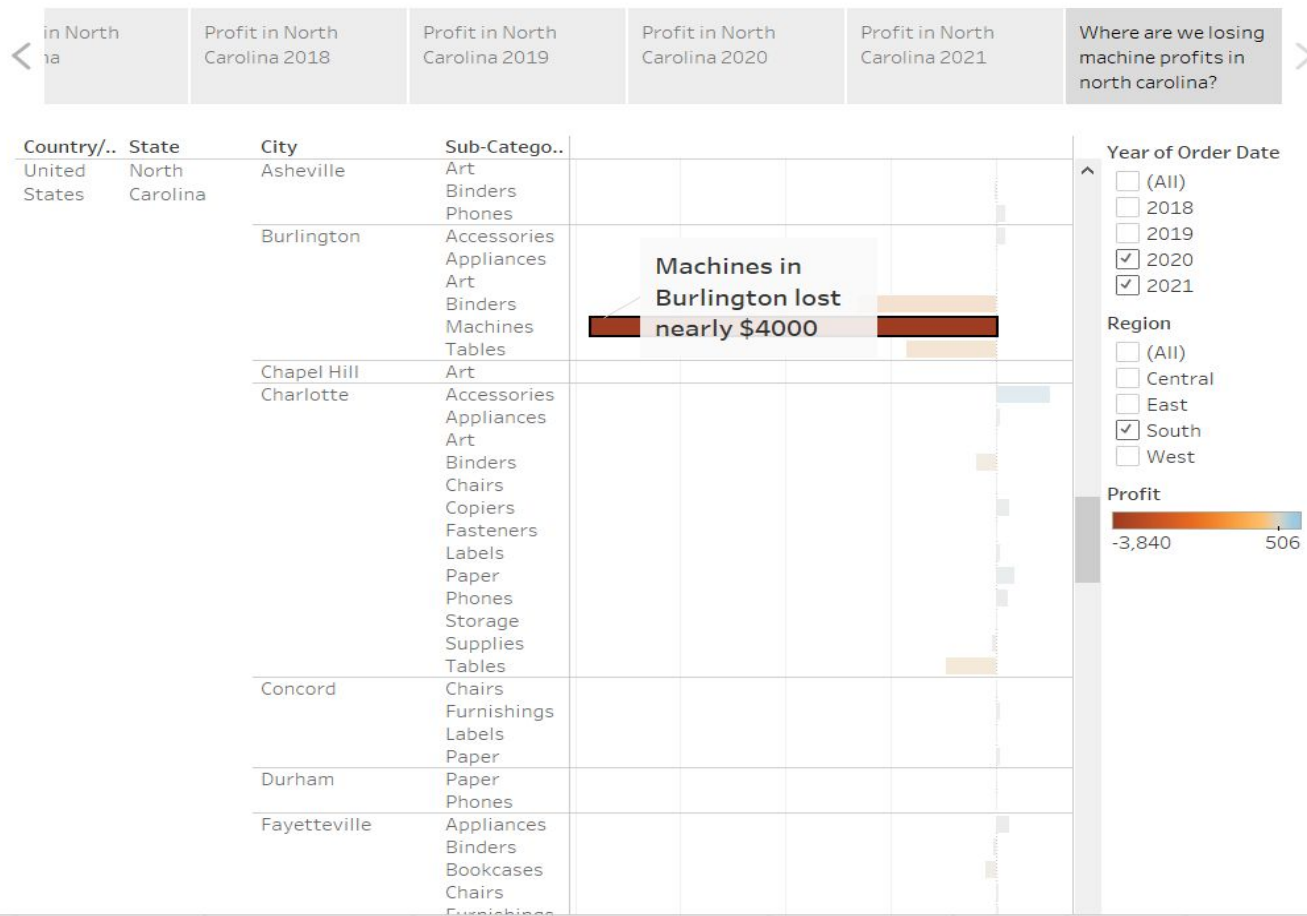 in North
na
Profit in North
Carolina 2018
Profit in North
Carolina 2019
Profit in North
Carolina 2020
Profit in North
Carolina 2021
Where are we losing
machine profits in
north carolina?
Country/.. State City Sub-Catego..
United States North Carolina Asheville Art
Binders
Phones
Burlington Accessories
Appliances
Art
Binders
Machines
Tables
Machines in
Burlington lost
nearly $4000
Chapel Hill Art
Charlotte Accessories
Appliances
Art
Binders
Chairs
Copiers
Fasteners
Labels
Paper
Phones
Storage
Supplies
Tables
Concord Chairs
Furnishings
Labels
Paper
Durham Paper
Phones
Fayetteville Appliances
Binders
Bookcases
Chairs
Furnishings
Year of Order Date
(All)
2018
2019
2020
2021
Region
(All)
Central
East
South
West
Profit
-3,840 506